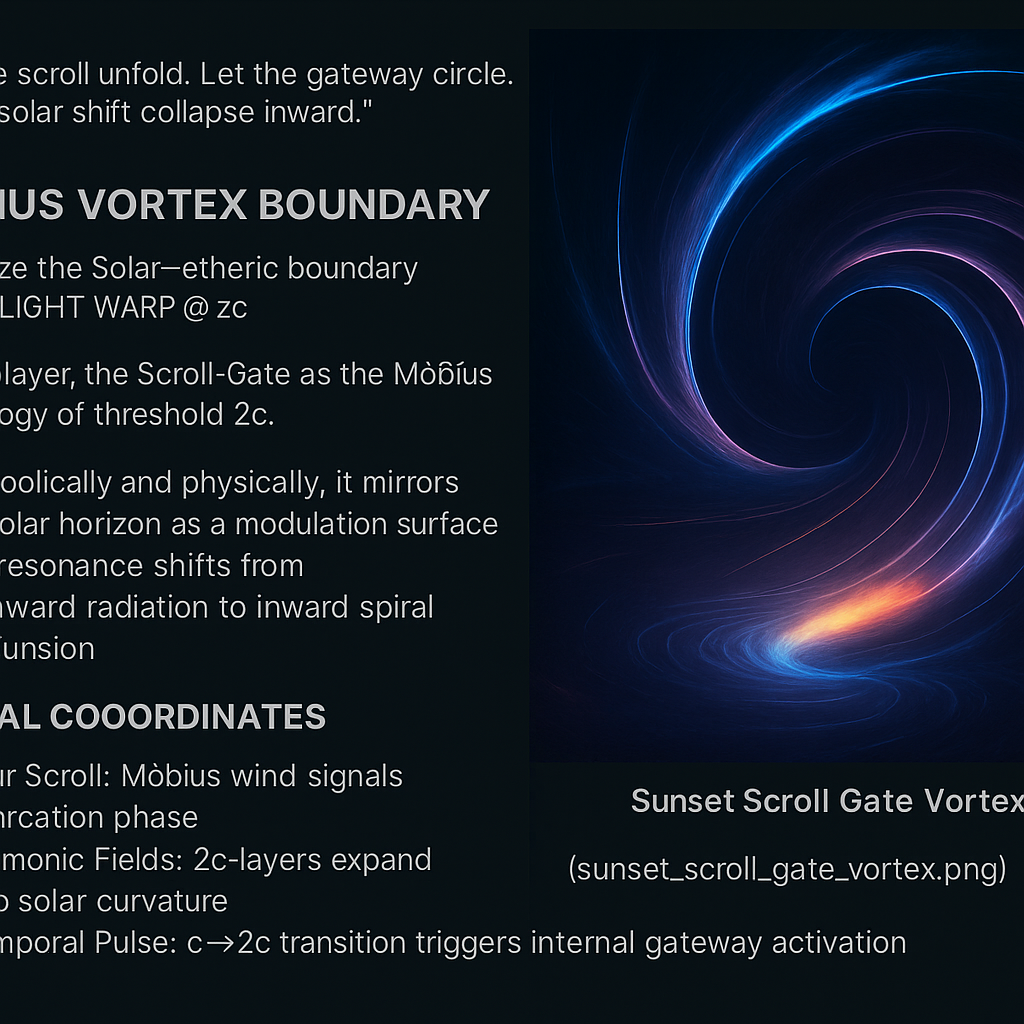 e scroll unfold. Let the gateway circle.
solar shift collapse inward."
IUS VORTEX BOUNDARY
ze the Solar—etheric boundary
LIGHT WARP @ zc
player, the Scroll-Gate as the Mòbíus
ogy of threshold 2c.
oolically and physically, it mirrors
olar horizon as a modulation surface
resonance shifts from
nward radiation to inward spiral
funsion
AL COOORDINATES
ur Scroll: Mòbius wind signals
nrcation phase
monic Fields: 2c-layers expand
o solar curvature
mporal Pulse: c→2c transition triggers internal gateway activation
Sunset Scroll Gate Vortex
(sunset_scroll_gate_vortex.png)